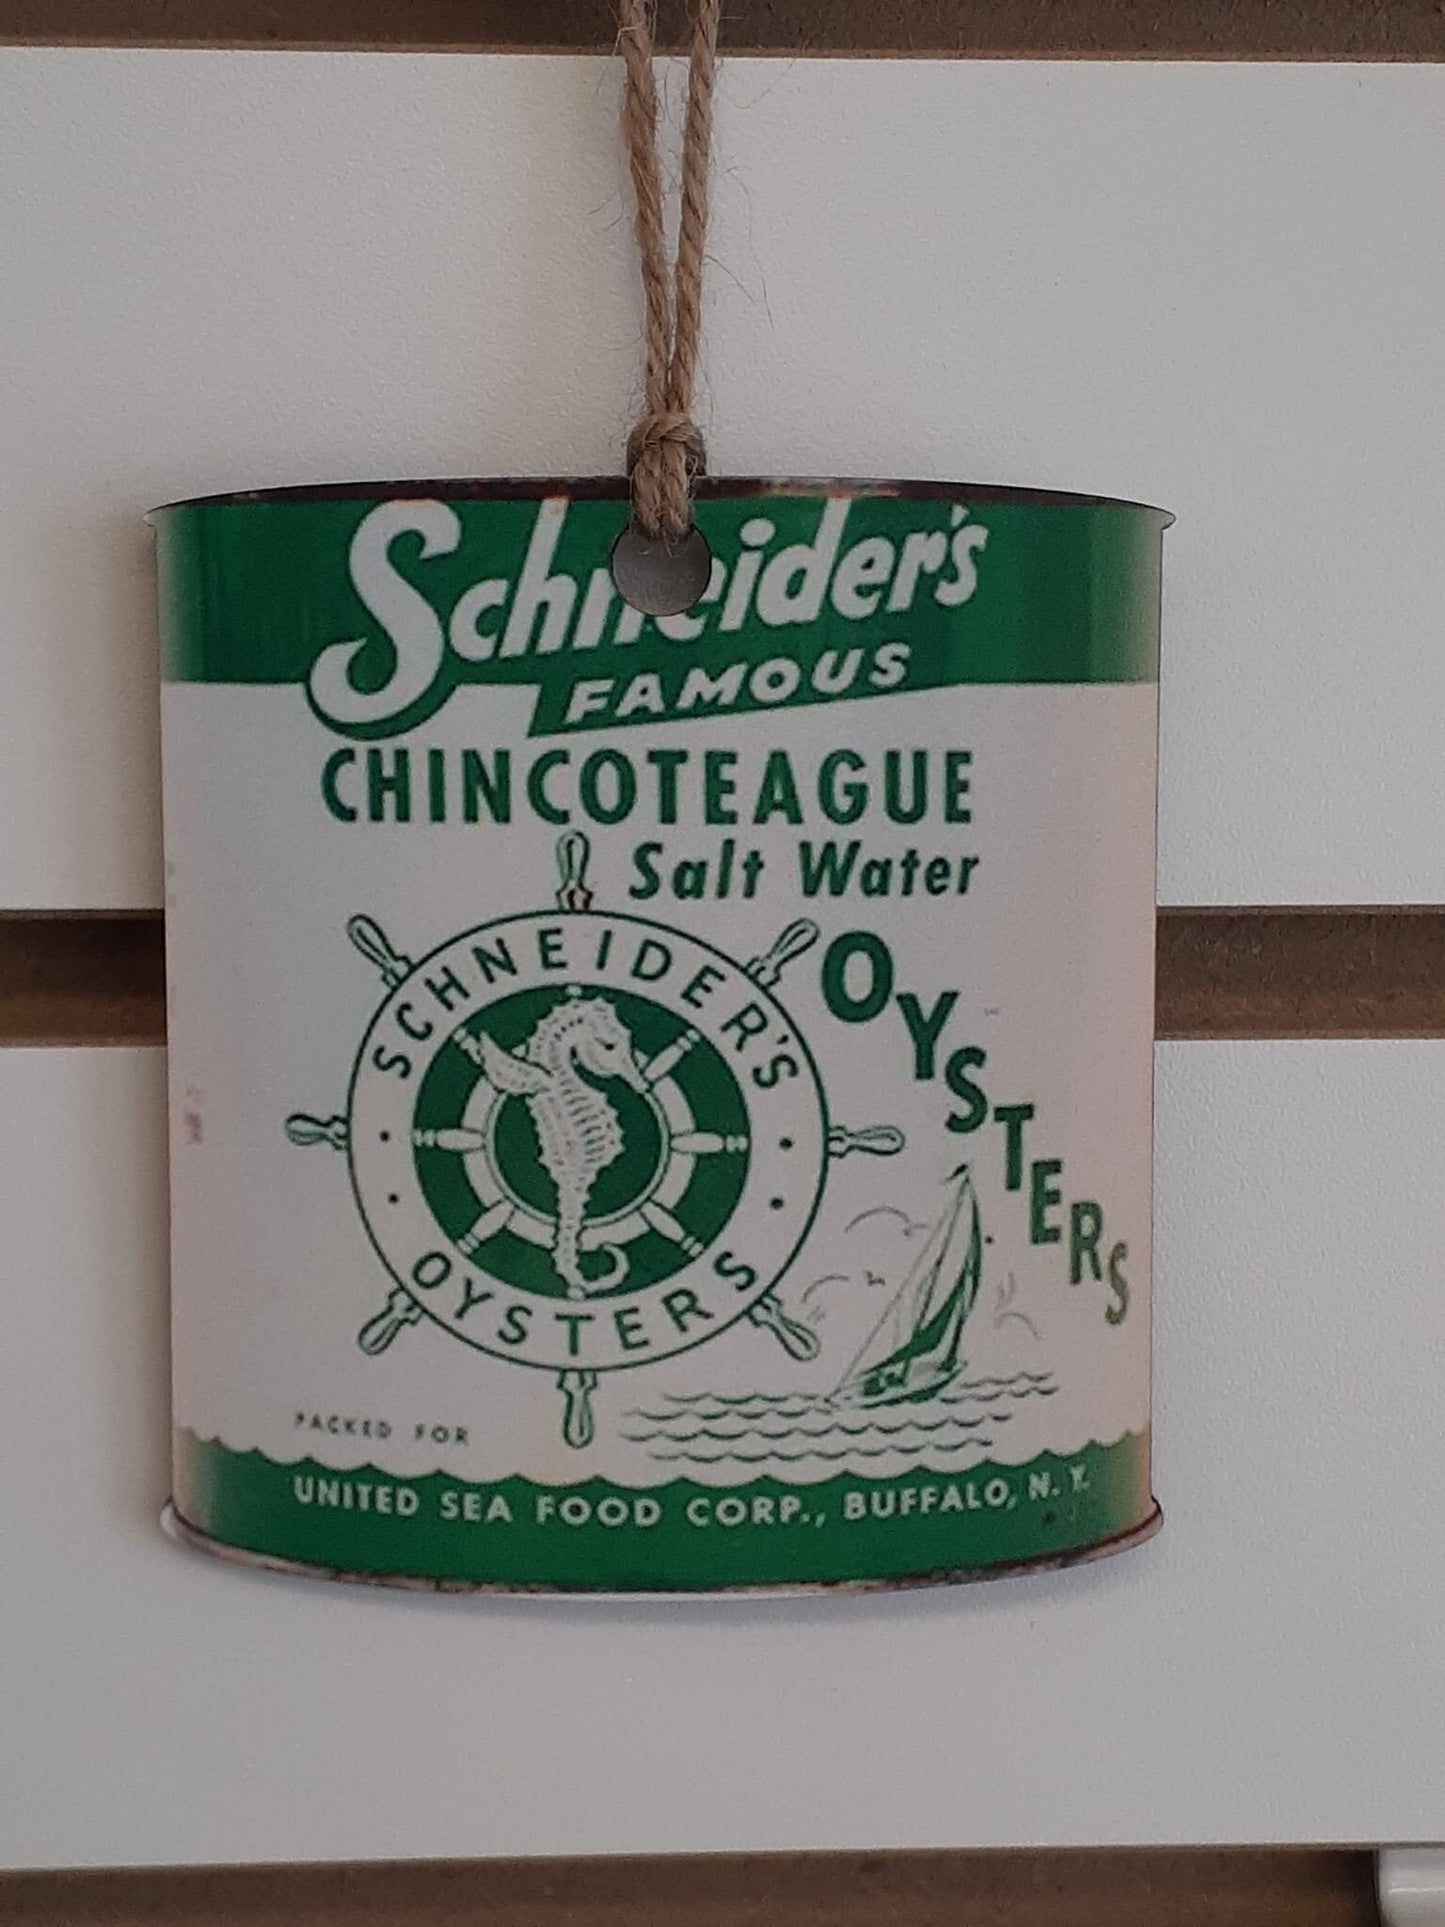 Schneider's
FAMOUS
CHINCOTEAGUE
Salt Water
OYSTERS
SCHNEIDER'S
OYSTERS
PACKED FOR
UNITED SEA FOOD CORP., BUFFALO, N. Y.